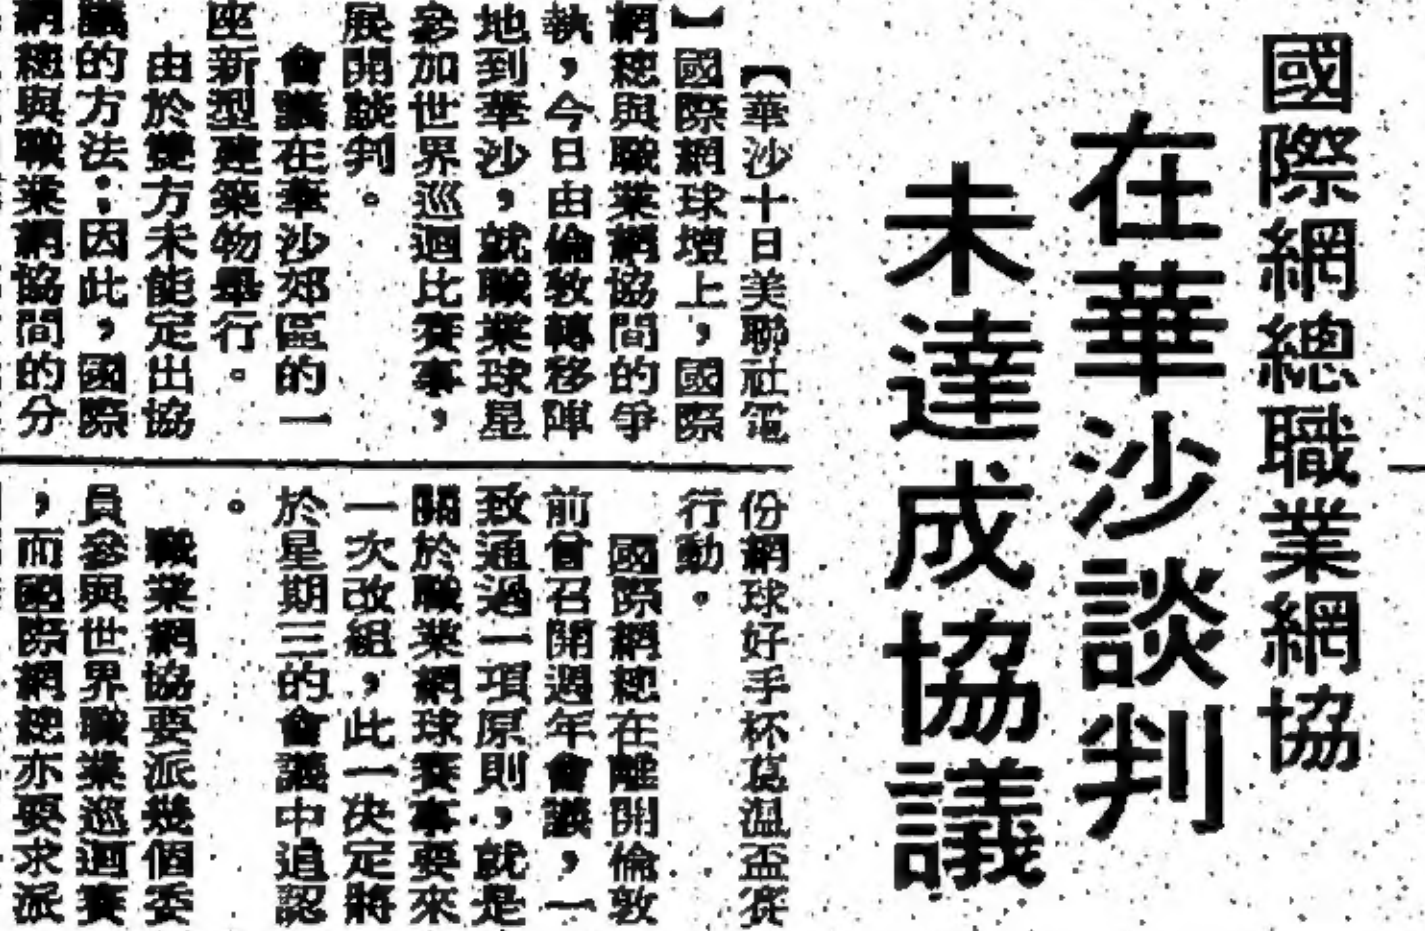 國際網總職業網協
在華沙談判
未達成協議
【華沙十日美聯社電
】國際網球壇上，國際
網總與職業網協間的爭
執，今日由倫敦轉移陣
地到華沙，就職業球星
參加世界巡迴比賽事，
展開談判。
會議在華沙郊區的一
座新型建築物舉行。
由於雙方未能定出協
議的方法；因此，國際
網總與職業網協間的分
份網球好手杯葛溫盃賽
行動。
國際網總在離開倫敦
前曾召開週年會議，一
致通過一項原則，就是
關於職業網球賽事要來
一次改組，此一決定將
於星期三的會議中追認
。
職業網協要派幾個委
員參與世界職業巡迴賽
，而國際網總亦要求派